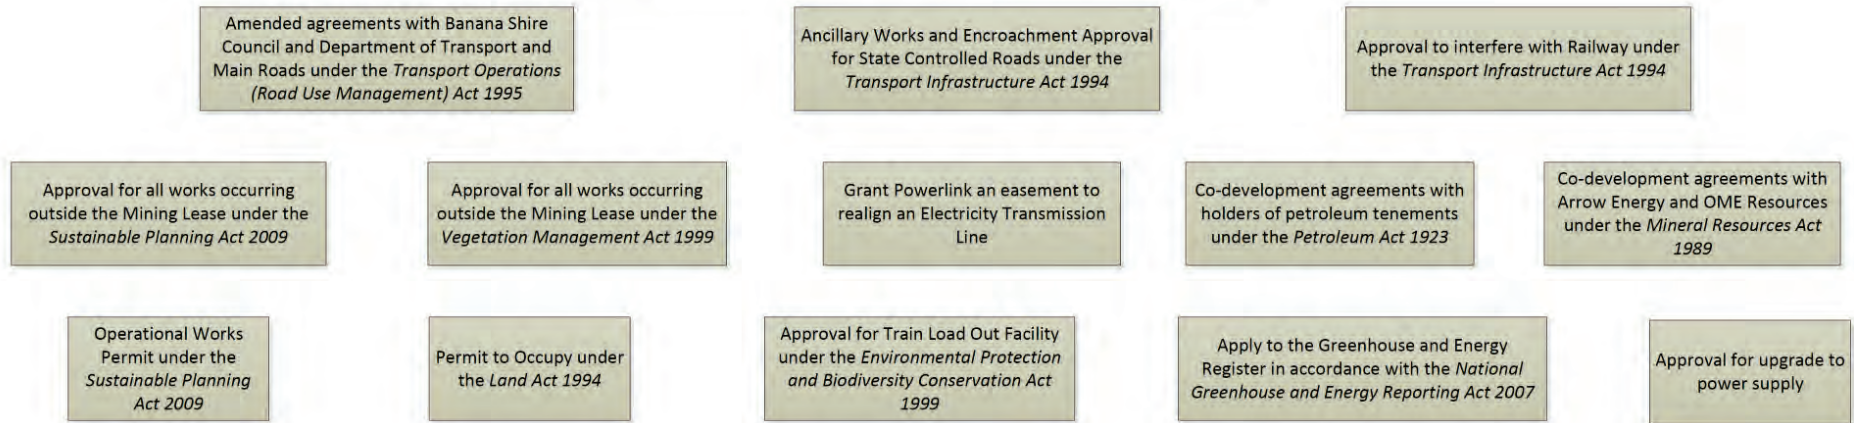 Amended agreements with Banana Shire
Council and Department of Transport and
Main Roads under the Transport Operations
(Road Use Management) Act 1995
Ancillary Works and Encroachment Approval
for State Controlled Roads under the
Transport Infrastructure Act 1994
Approval to interfere with Railway under
the Transport Infrastructure Act 1994
Approval for all works occurring
outside the Mining Lease under the
Sustainable Planning Act 2009
Approval for all works occurring
outside the Mining Lease under the
Vegetation Management Act 1999
Grant Powerlink an easement to
realign an Electricity Transmission
Line
Co-development agreements with
holders of petroleum tenements
under the Petroleum Act 1923
Co-development agreements with
Arrow Energy and OME Resources
under the Mineral Resources Act
1989
Operational Works
Permit under the
Sustainable Planning
Act 2009
Permit to Occupy under
the Land Act 1994
Approval for Train Load Out Facility
under the Environmental Protection
and Biodiversity Conservation Act
1999
Apply to the Greenhouse and Energy
Register in accordance with the National
Greenhouse and Energy Reporting Act 2007
Approval for upgrade to
power supply